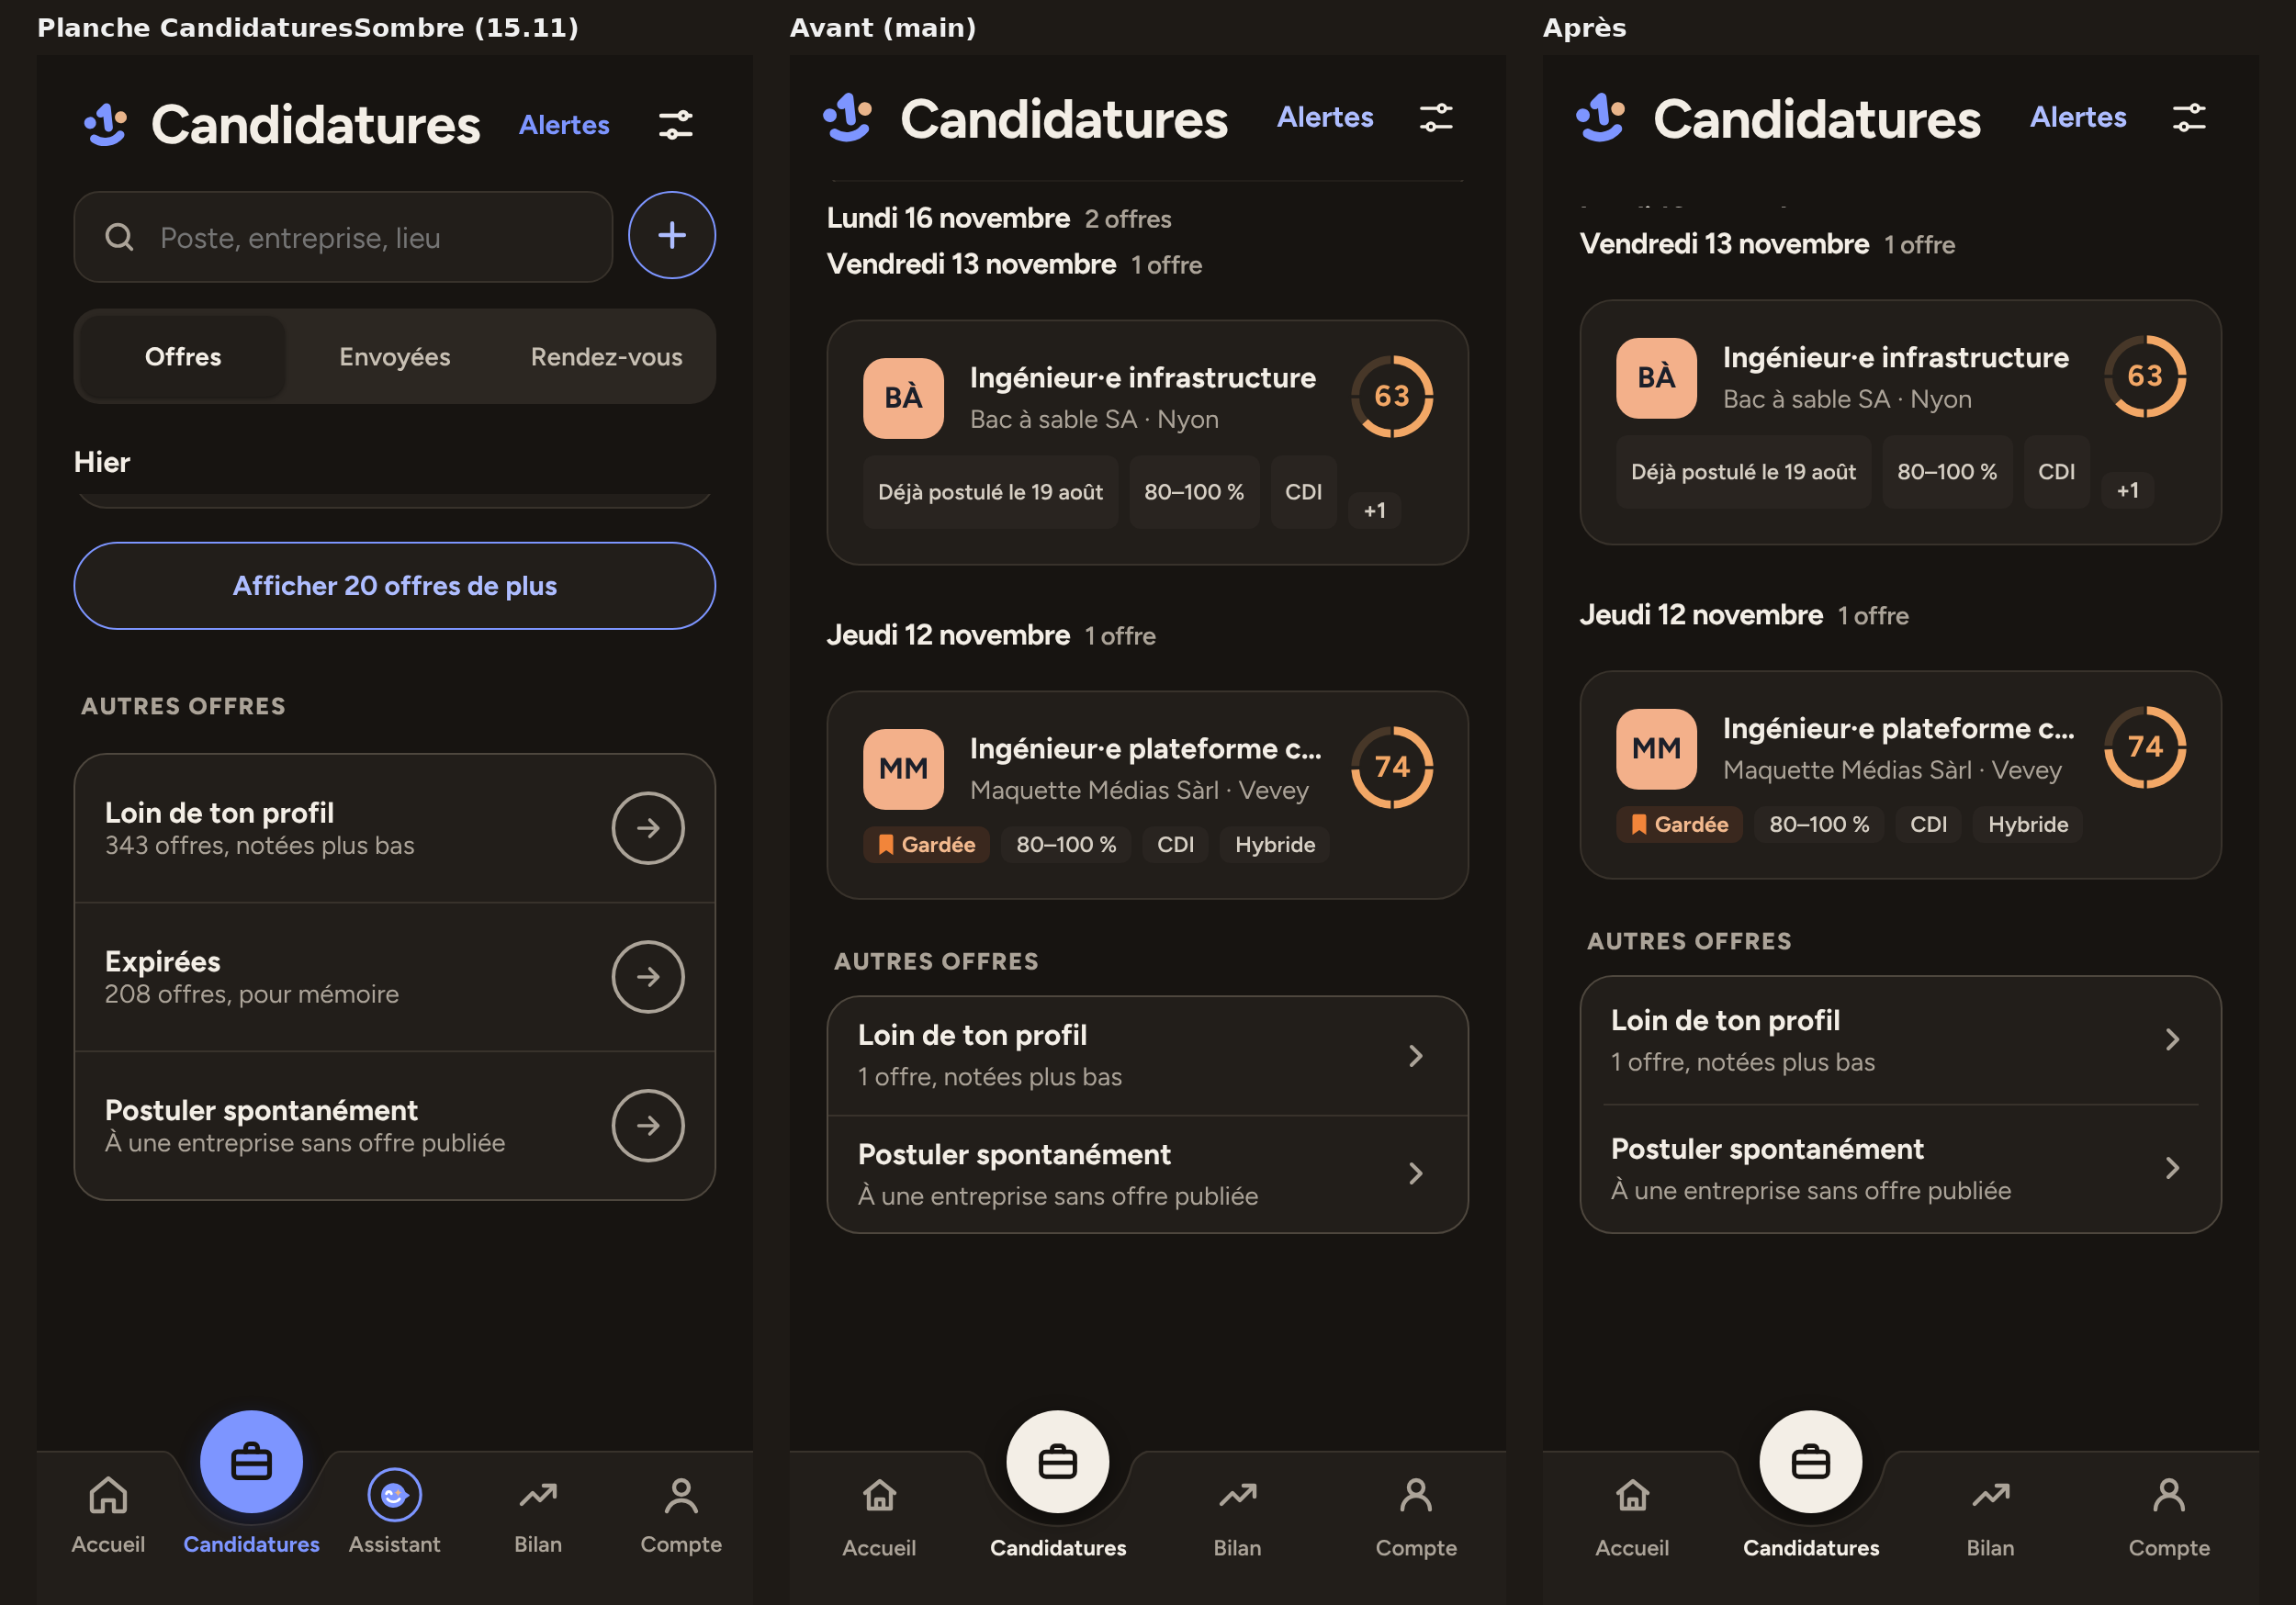 Planche CandidaturesSombre (15.11)
Candidatures
Alertes
Poste, entreprise, lieu
Offres
Envoyées
Rendez-vous
Hier
Afficher 20 offres de plus
AUTRES OFFRES
Loin de ton profil
343 offres, notées plus bas
Expirées
208 offres, pour mémoire
Postuler spontanément
À une entreprise sans offre publiée
Accueil
Candidatures
Assistant
Bilan
Compte
Avant (main)
Candidatures
Alertes
Lundi 16 novembre 2 offres
Vendredi 13 novembre 1 offre
BÀ
Ingénieur·e infrastructure
Bac à sable SA · Nyon
63
Déjà postulé le 19 août
80–100 %
CDI
+1
Jeudi 12 novembre 1 offre
MM
Ingénieur·e plateforme c...
Maquette Médias Sàrl · Vevey
74
Gardée
80–100 %
CDI
Hybride
AUTRES OFFRES
Loin de ton profil
1 offre, notées plus bas
Postuler spontanément
À une entreprise sans offre publiée
Accueil
Candidatures
Bilan
Compte
Après
Candidatures
Alertes
Vendredi 13 novembre 1 offre
BÀ
Ingénieur·e infrastructure
Bac à sable SA · Nyon
63
Déjà postulé le 19 août
80–100 %
CDI
+1
Jeudi 12 novembre 1 offre
MM
Ingénieur·e plateforme c...
Maquette Médias Sàrl · Vevey
74
Gardée
80–100 %
CDI
Hybride
AUTRES OFFRES
Loin de ton profil
1 offre, notées plus bas
Postuler spontanément
À une entreprise sans offre publiée
Accueil
Candidatures
Bilan
Compte